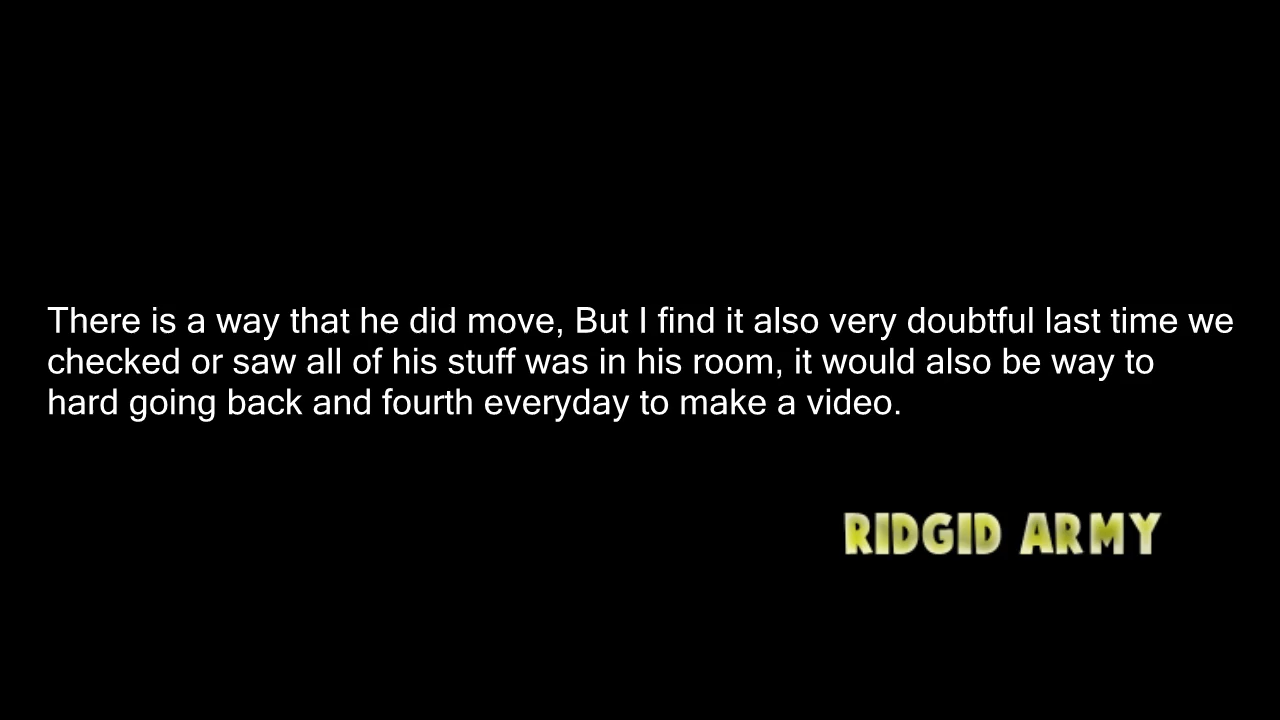 There is a way that he did move, But I find it also very doubtful last time we
checked or saw all of his stuff was in his room, it would also be way to
hard going back and fourth everyday to make a video.
RIDGID ARMY